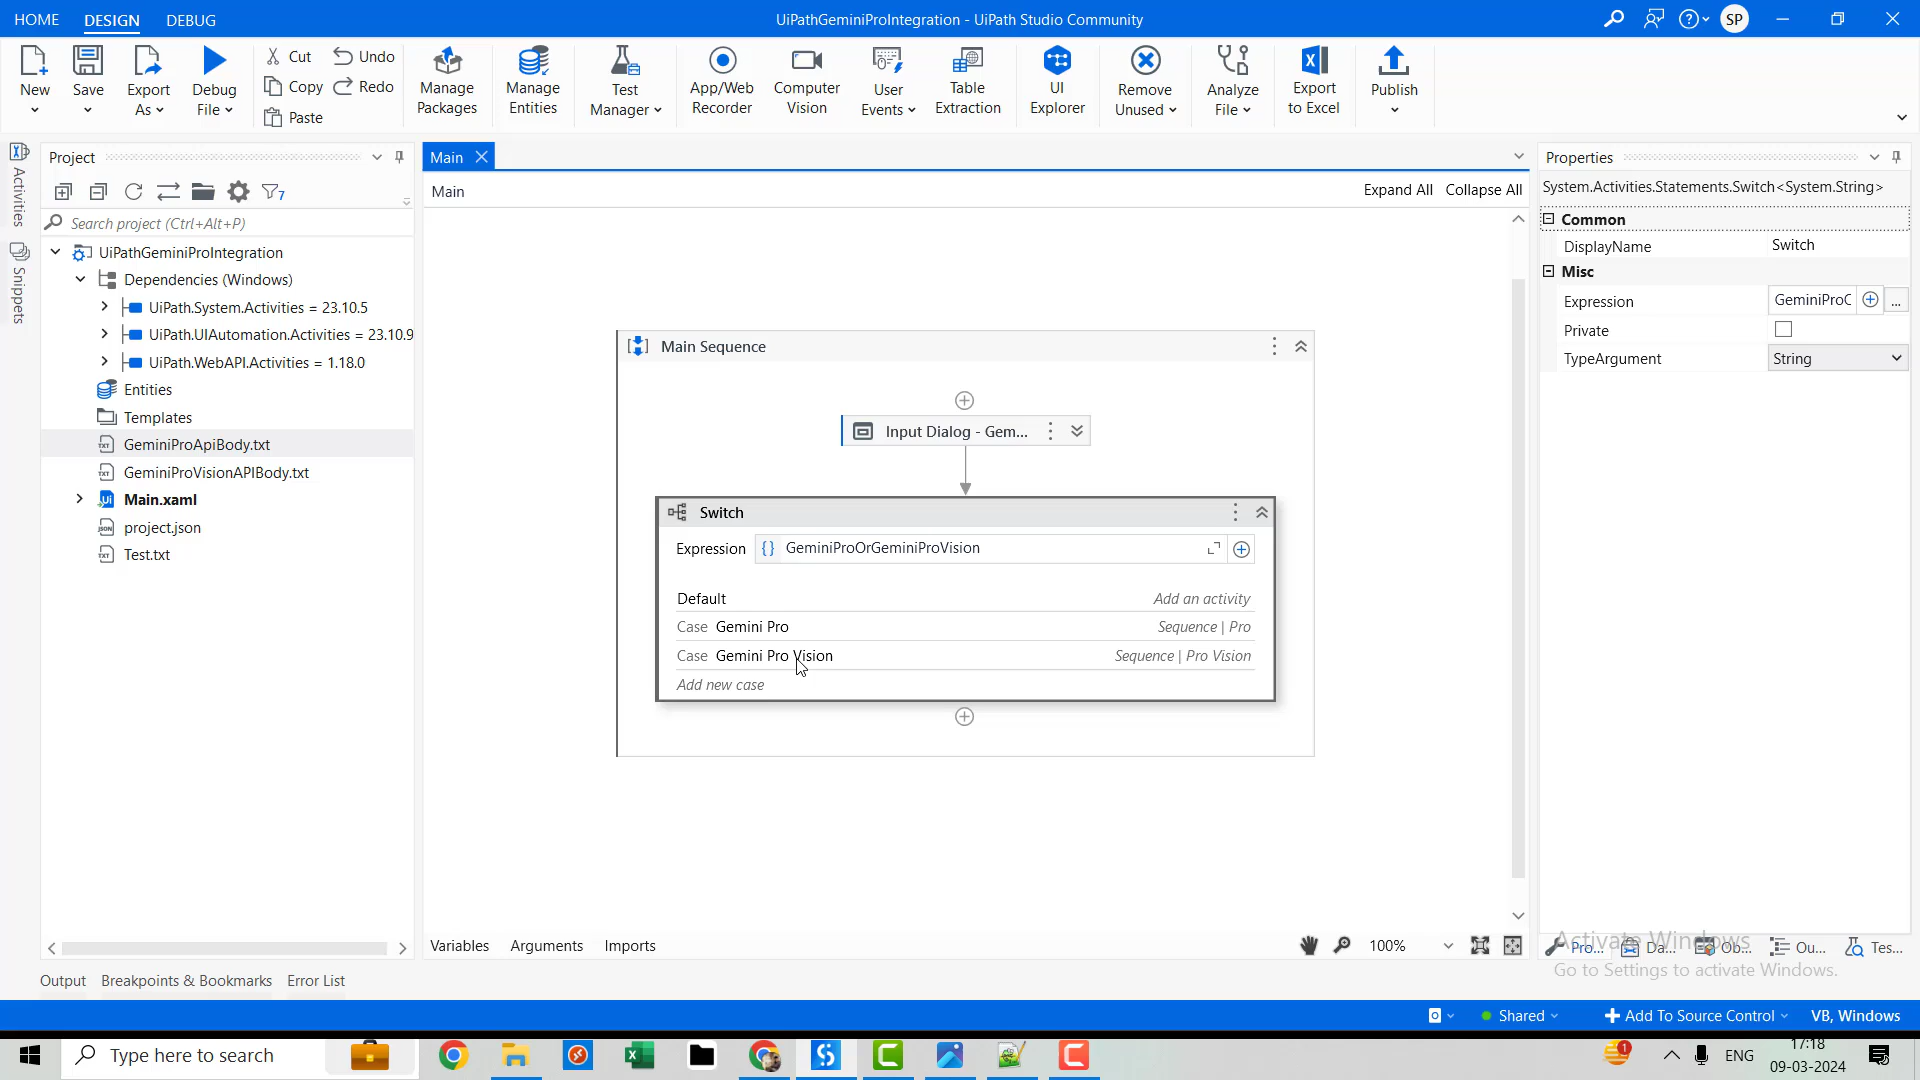 HOME DESIGN DEBUG UiPathGeminiProIntegration - UiPath Studio Community SP
New Save Export As Debug File Cut Copy Paste Undo Redo Manage Packages Manage Entities Test Manager App/Web Recorder Computer Vision User Events Table Extraction UI Explorer Remove Unused Analyze File Export to Excel Publish
Activities
Snippets
Project
7
Search project (Ctrl+Alt+P)
UiPathGeminiProIntegration
Dependencies (Windows)
UiPath.System.Activities = 23.10.5
UiPath.UIAutomation.Activities = 23.10.9
UiPath.WebAPI.Activities = 1.18.0
Entities
Templates
GeminiProApiBody.txt
GeminiProVisionAPIBody.txt
Main.xaml
project.json
Test.txt
Main
Main Expand All Collapse All
Main Sequence
Input Dialog - Gem...
Switch
Expression GeminiProOrGeminiProVision
Default Add an activity
Case Gemini Pro Sequence | Pro
Case Gemini Pro Vision Sequence | Pro Vision
Add new case
Variables Arguments Imports 100%
Properties
System.Activities.Statements.Switch<System.String>
Common
DisplayName Switch
Misc
Expression GeminiProC ...
Private
TypeArgument String
Activate Windows
Go to Settings to activate Windows.
Pro... Da... Ob... Ou... Tes...
Output Breakpoints & Bookmarks Error List
Shared Add To Source Control VB, Windows
Type here to search 1 ENG 17:18
09-03-2024